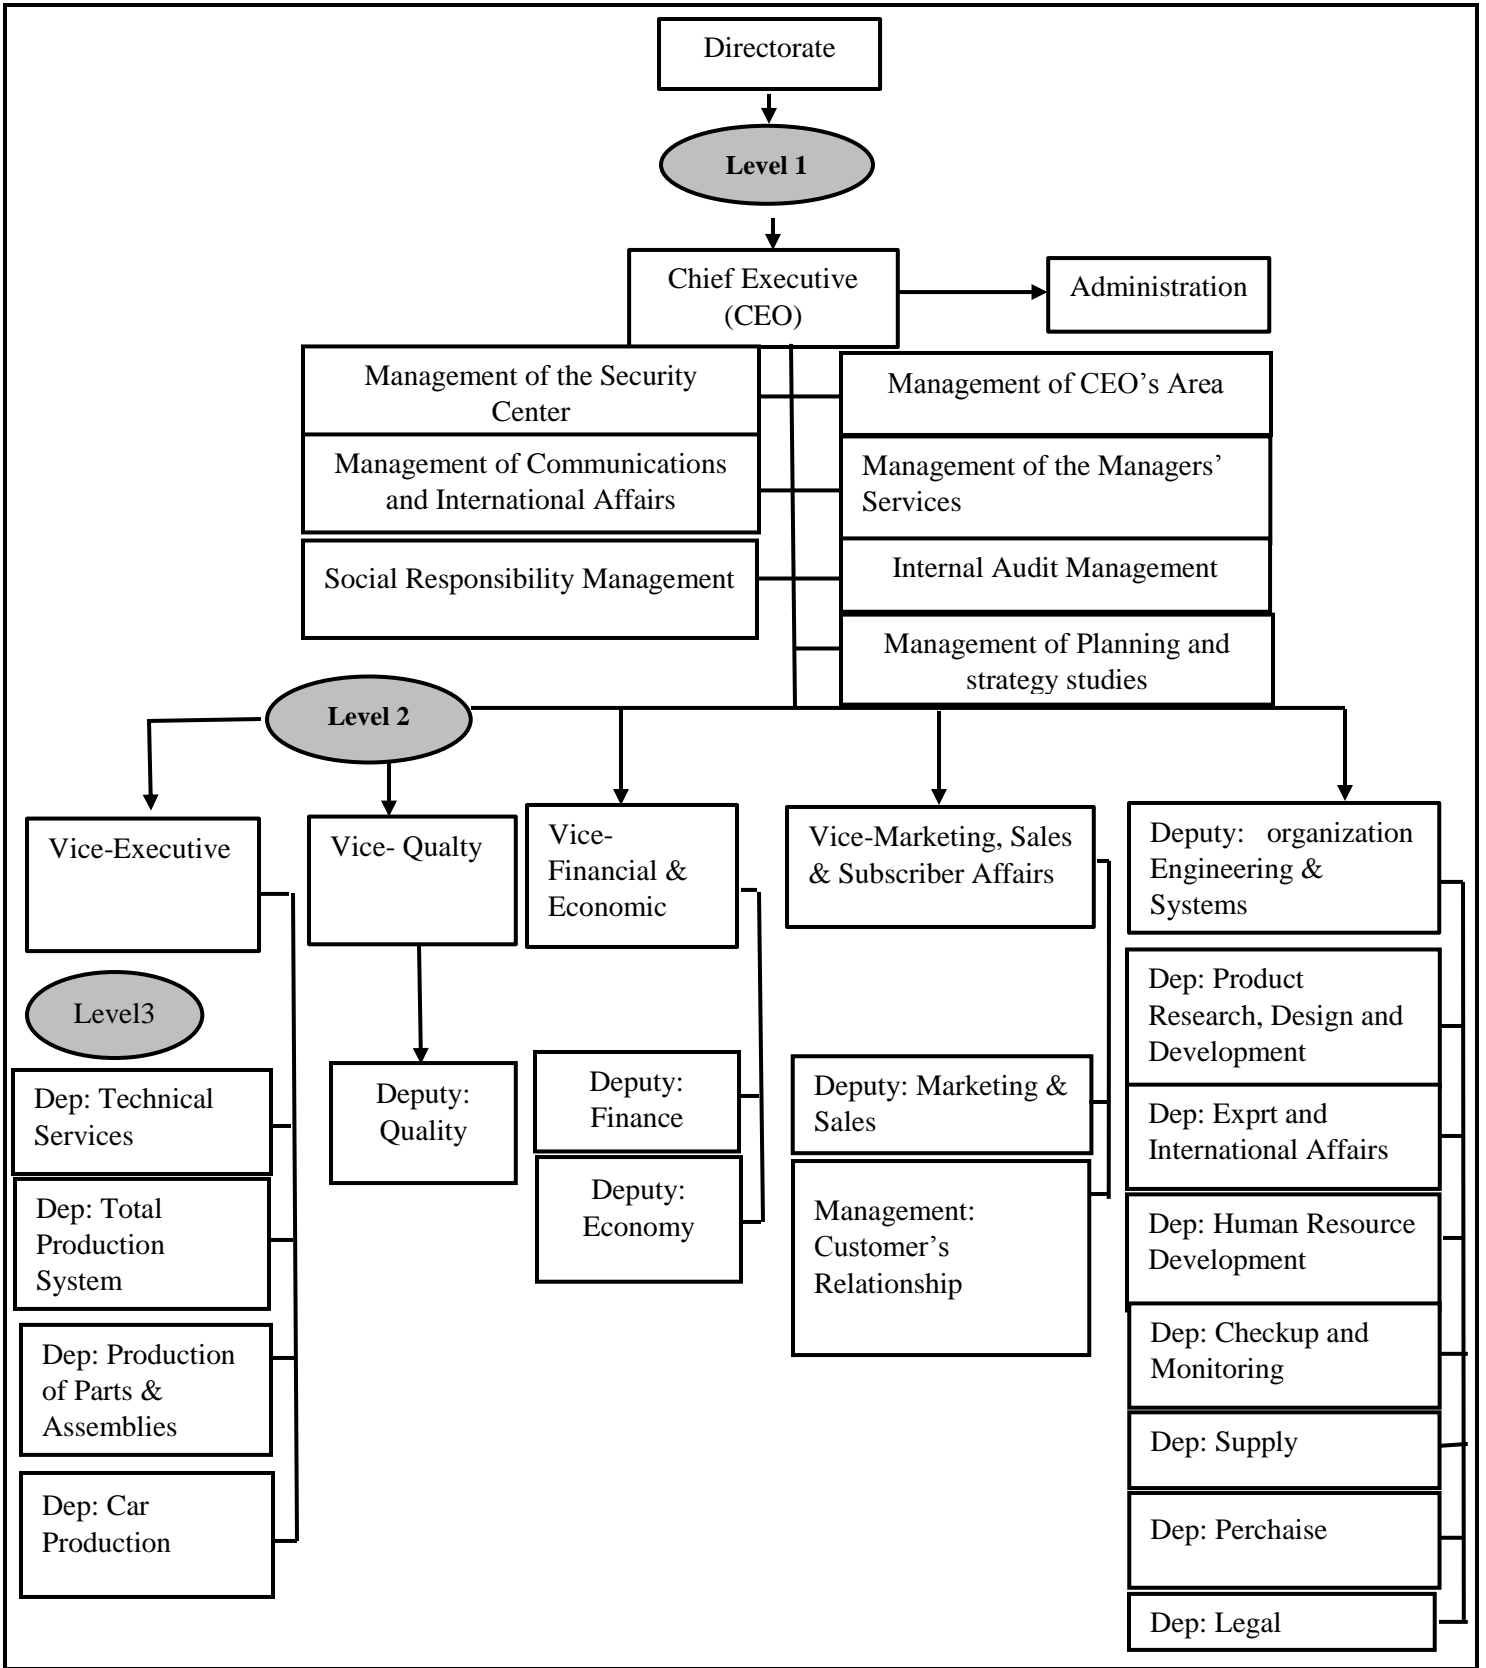 Directorate
Level 1
Chief Executive
(CEO)
Administration
Management of the Security
Center
Management of CEO’s Area
Management of Communications
and International Affairs
Management of the Managers’
Services
Social Responsibility Management
Internal Audit Management
Management of Planning and
strategy studies
Level 2
Vice-Executive
Vice- Qualty
Vice-
Financial &
Economic
Vice-Marketing, Sales
& Subscriber Affairs
Deputy: organization
Engineering &
Systems
Level3
Dep: Technical
Services
Dep: Total
Production
System
Dep: Production
of Parts &
Assemblies
Dep: Car
Production
Deputy:
Quality
Deputy:
Finance
Deputy:
Economy
Deputy: Marketing &
Sales
Management:
Customer’s
Relationship
Dep: Product
Research, Design and
Development
Dep: Exprt and
International Affairs
Dep: Human Resource
Development
Dep: Checkup and
Monitoring
Dep: Supply
Dep: Perchaise
Dep: Legal